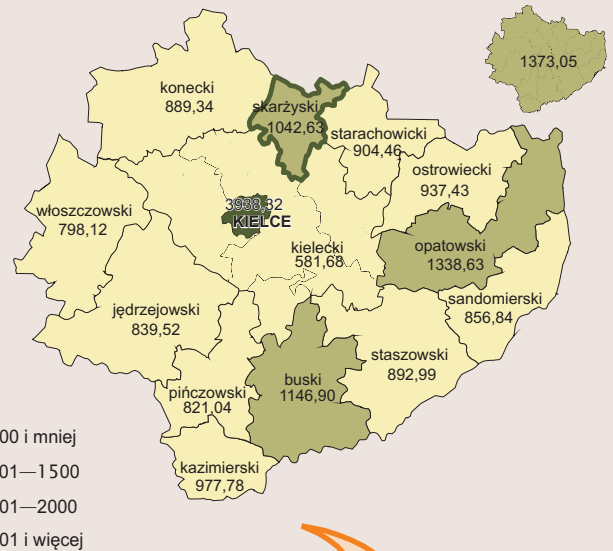 1373,05
konecki
889,34
skarżyski
1042,63
starachowicki
904,46
ostrowiecki
937,43
włoszczowski
798,12
3938,32
KIELCE
kielecki
581,68
opatowski
1338,63
sandomierski
856,84
jędrzejowski
839,52
staszowski
892,99
buski
1146,90
pińczowski
821,04
kazimierski
977,78
00 i mniej
01—1500
01—2000
01 i więcej